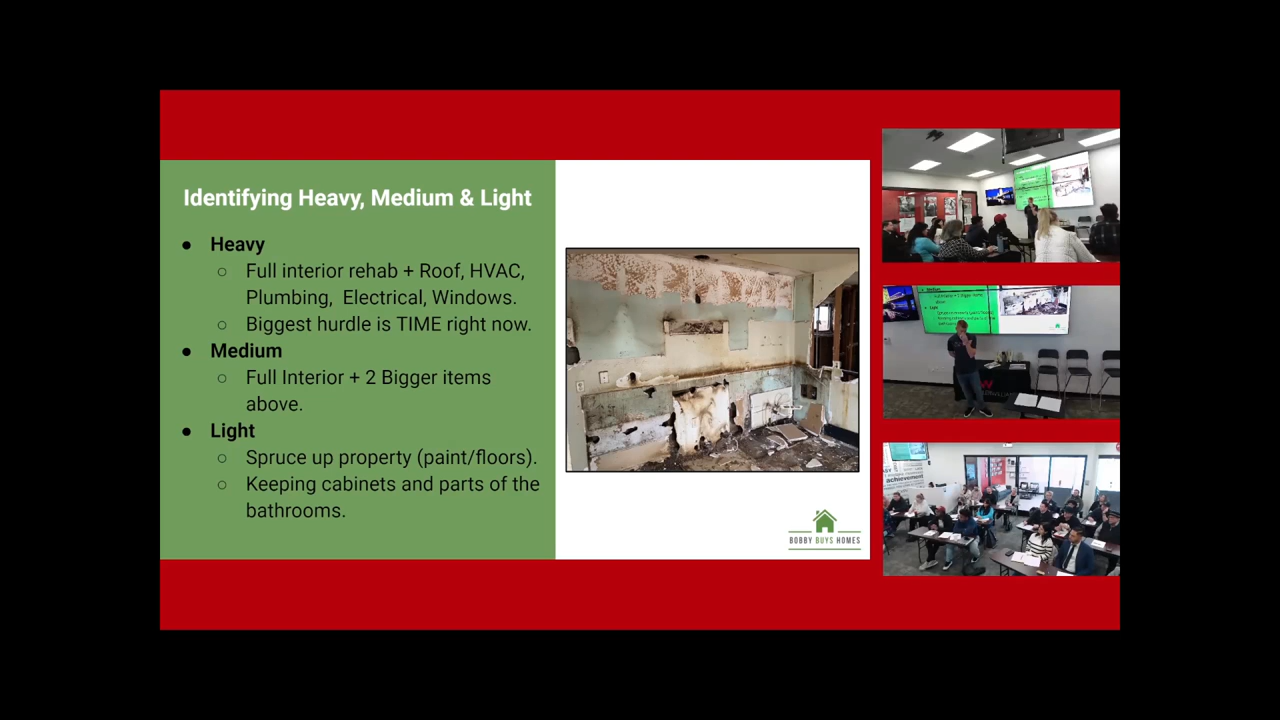 Identifying Heavy, Medium & Light
● Heavy
○ Full interior rehab + Roof, HVAC,
Plumbing, Electrical, Windows.
○ Biggest hurdle is TIME right now.
● Medium
○ Full Interior + 2 Bigger items
above.
● Light
○ Spruce up property (paint/floors).
○ Keeping cabinets and parts of the
bathrooms.
BOBBY BUYS HOMES
achievement